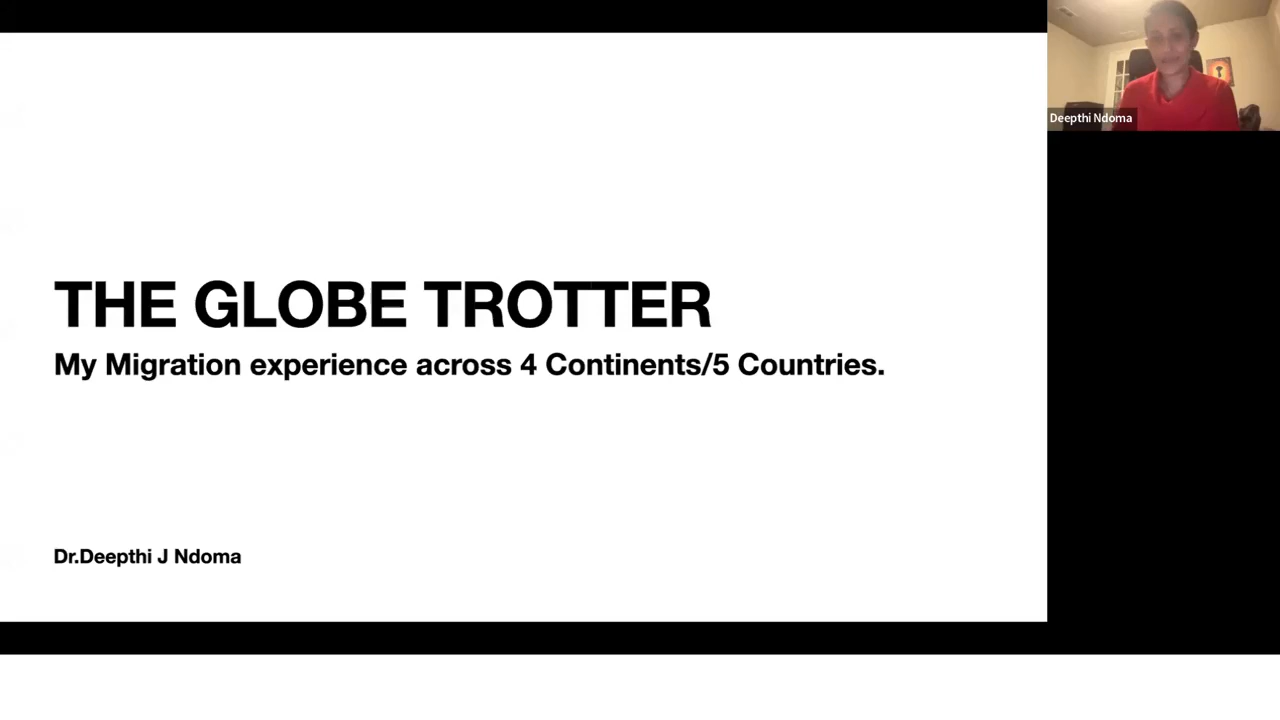 THE GLOBE TROTTER
My Migration experience across 4 Continents/5 Countries.
Dr.Deepthi J Ndoma
Deepthi Ndoma